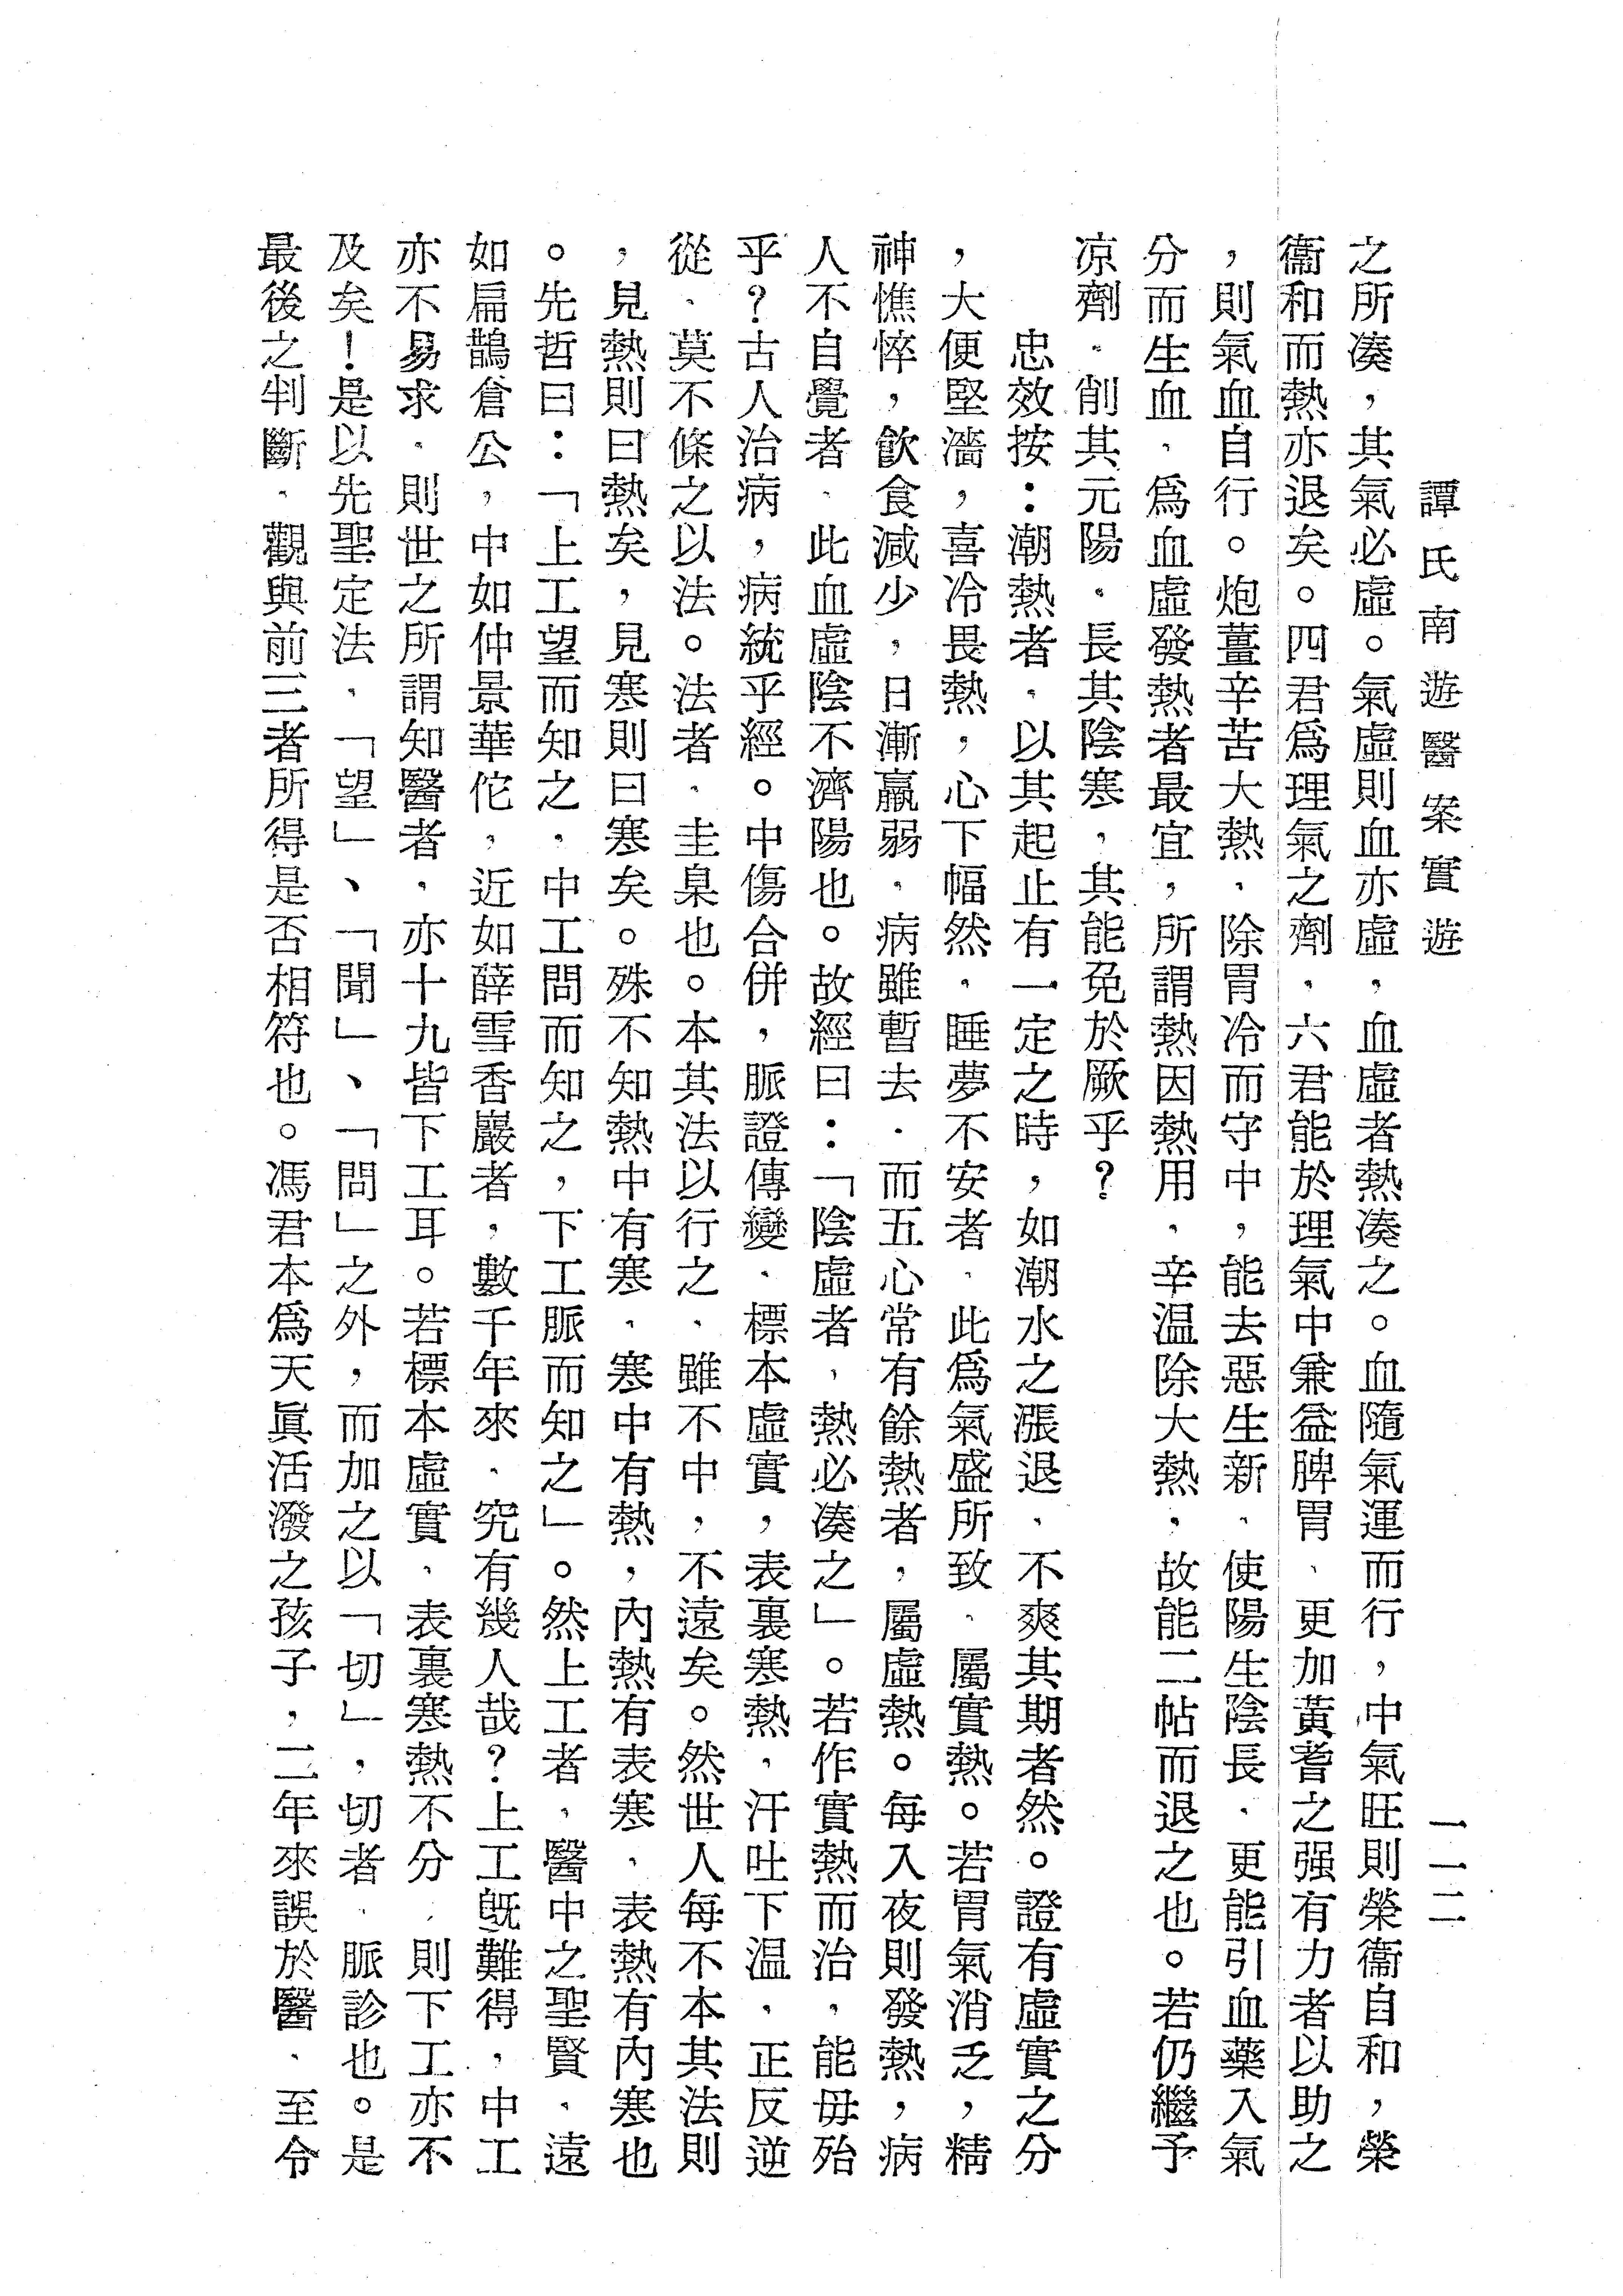 譚氏南遊醫案實遊
一一二
之所凑，其氣必虛。氣虛則血亦虛，血虛者熱凑之。血隨氣運而行，中氣旺則榮衞自和，榮
衞和而熱亦退矣。四君爲理氣之劑，六君能於理氣中兼益脾胃、更加黃耆之强有力者以助之
，則氣血自行。炮薑辛苦大熱，除胃冷而守中，能去惡生新，使陽生陰長，更能引血藥入氣
分而生血，爲血虛發熱者最宜，所謂熱因熱用，辛温除大熱，故能二帖而退之也。若仍繼予
凉劑，削其元陽，長其陰寒，其能免於厥乎？
忠效按：潮熱者，以其起止有一定之時，如潮水之漲退，不爽其期者然。證有虛實之分
，大便堅濇，喜冷畏熱，心下幅然，睡夢不安者，此爲氣盛所致，屬實熱。若胃氣消乏，精
神憔悴，飮食減少，日漸羸弱，病雖暫去，而五心常有餘熱者，屬虛熱。每入夜則發熱，病
人不自覺者，此血虛陰不濟陽也。故經曰：「陰虛者，熱必凑之」。若作實熱而治，能毋殆
乎？古人治病，病統乎經。中傷合併，脈證傳變，標本虛實，表裏寒熱，汗吐下温，正反逆
從，莫不條之以法。法者，圭臬也。本其法以行之，雖不中，不遠矣。然世人每不本其法則
，見熱則曰熱矣，見寒則曰寒矣。殊不知熱中有寒，寒中有熱，內熱有表寒，表熱有內寒也
。先哲曰：「上工望而知之，中工問而知之，下工脈而知之」。然上工者，醫中之聖賢，遠
如扁鵲倉公，中如仲景華佗，近如薛雪香巖者，數千年來，究有幾人哉？上工旣難得，中工
亦不易求，則世之所謂知醫者，亦十九皆下工耳。若標本虛實，表裏寒熱不分，則下工亦不
及矣！是以先聖定法，「望」、「聞」、「問」之外，而加之以「切」，切者，脈診也。是
最後之判斷，觀與前三者所得是否相符也。馮君本爲天眞活潑之孩子，二年來誤於醫，至令